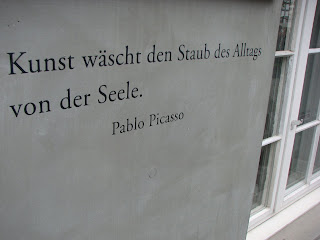 Kunst wäscht den Staub des Alltags
von der Seele.
Pablo Picasso